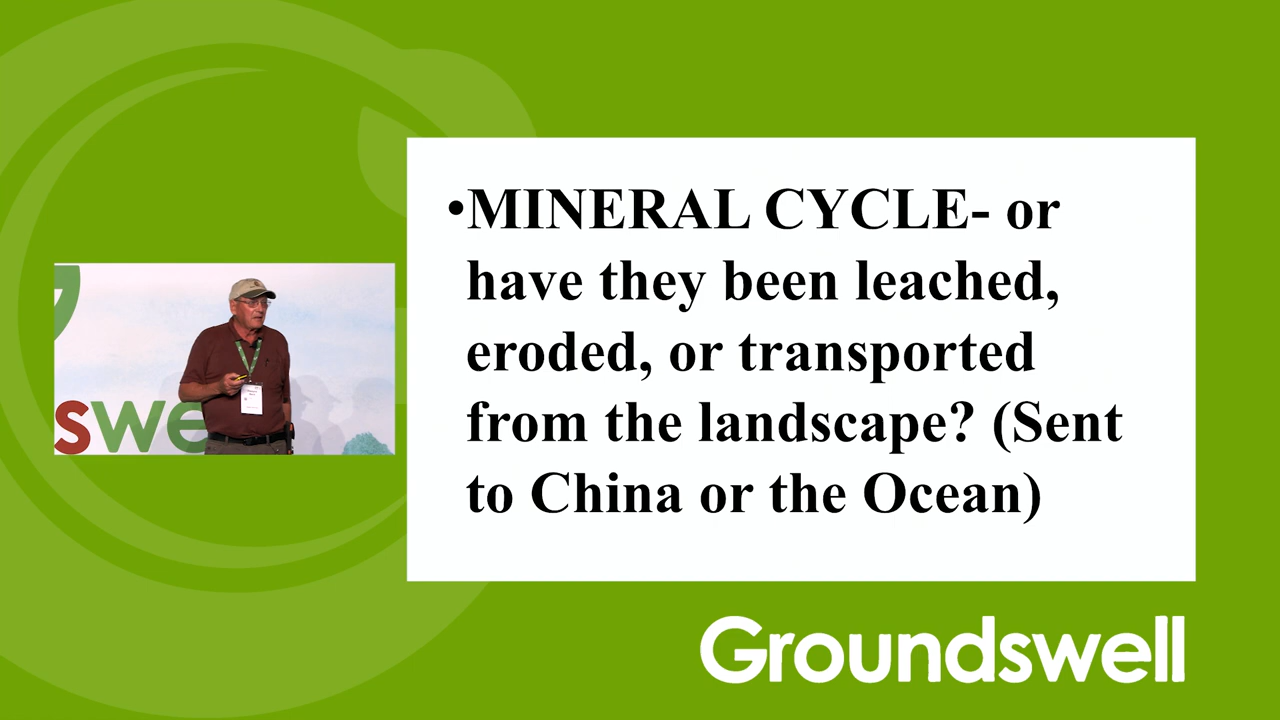 •MINERAL CYCLE- or
have they been leached,
eroded, or transported
from the landscape? (Sent
to China or the Ocean)
swe
Groundswell